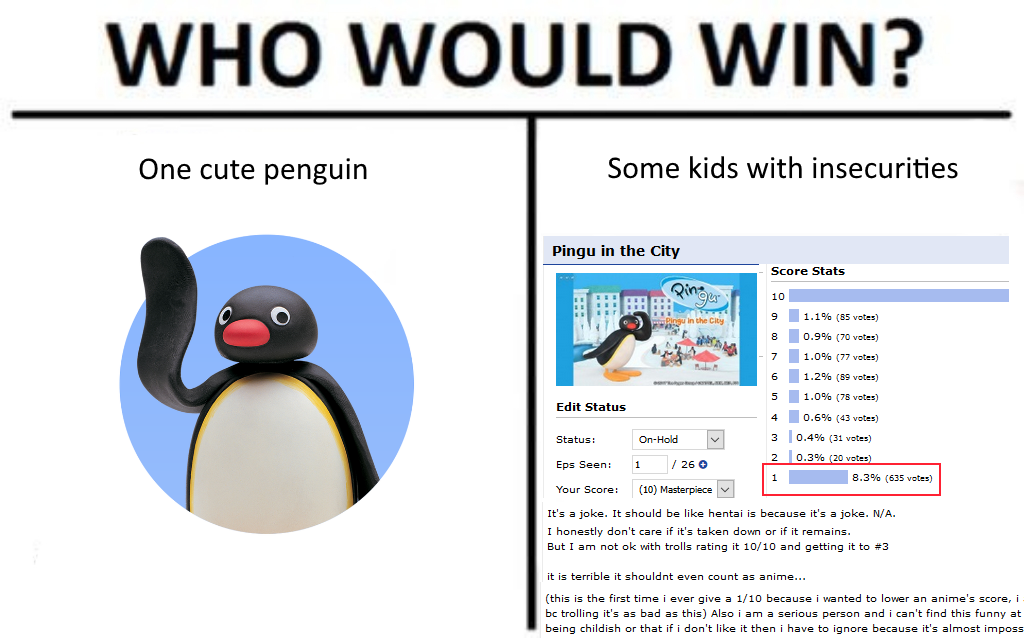 WHO WOULD WIN?
One cute penguin
Some kids with insecurities
Pingu in the City
Pingu
Pingu in the City
Edit Status
Status: On-Hold
Eps Seen: 1 / 26
Your Score: (10) Masterpiece
Score Stats
10
9 1.1% (85 votes)
8 0.9% (70 votes)
7 1.0% (77 votes)
6 1.2% (89 votes)
5 1.0% (78 votes)
4 0.6% (43 votes)
3 0.4% (31 votes)
2 0.3% (20 votes)
1 8.3% (635 votes)
It's a joke. It should be like hentai is because it's a joke. N/A.
I honestly don't care if it's taken down or if it remains.
But I am not ok with trolls rating it 10/10 and getting it to #3
it is terrible it shouldnt even count as anime...
(this is the first time i ever give a 1/10 because i wanted to lower an anime's score, i
bc trolling it's as bad as this) Also i am a serious person and i can't find this funny at
being childish or that if i don't like it then i have to ignore because it's almost imposs